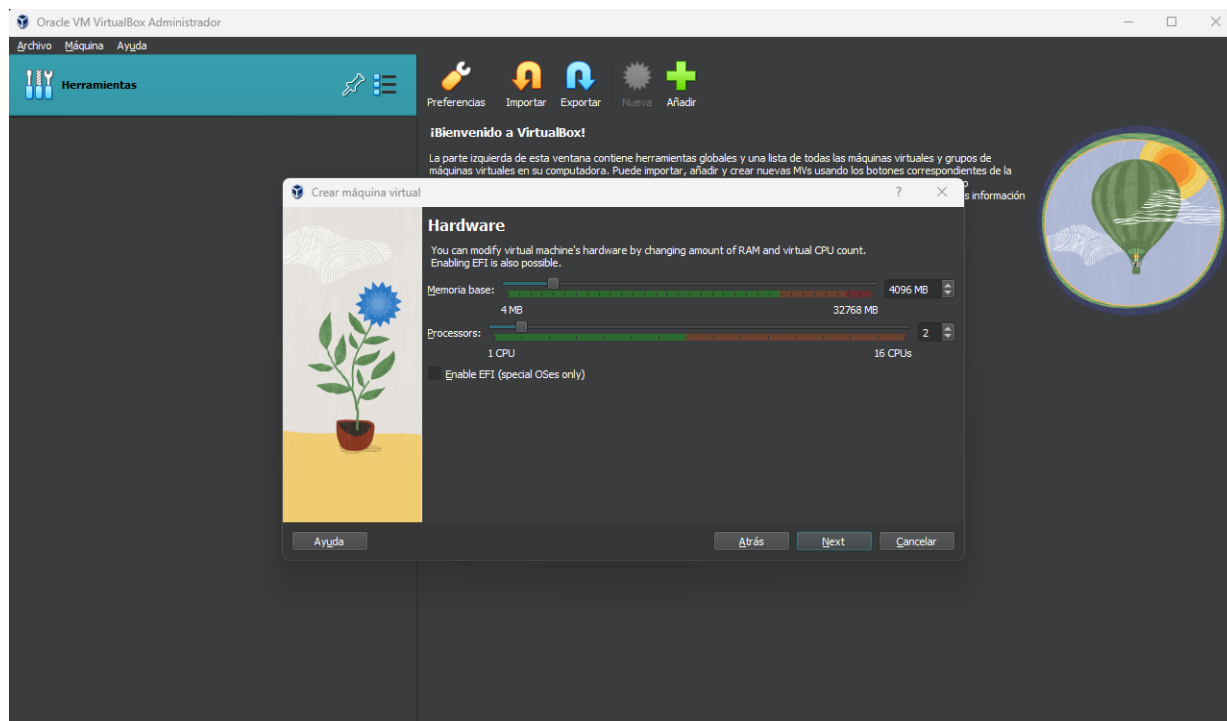 Oracle VM VirtualBox Administrador
Archivo Máquina Ayuda
Herramientas
Preferencias Importar Exportar Nueva Añadir
¡Bienvenido a VirtualBox!
La parte izquierda de esta ventana contiene herramientas globales y una lista de todas las máquinas virtuales y grupos de
máquinas virtuales en su computadora. Puede importar, añadir y crear nuevas MVs usando los botones correspondientes de la
o
s información
Crear máquina virtual ?
Hardware
You can modify virtual machine's hardware by changing amount of RAM and virtual CPU count.
Enabling EFI is also possible.
Memoria base: 4096 MB
4 MB 32768 MB
Processors: 2
1 CPU 16 CPUs
Enable EFI (special OSes only)
Ayuda Atrás Next Cancelar